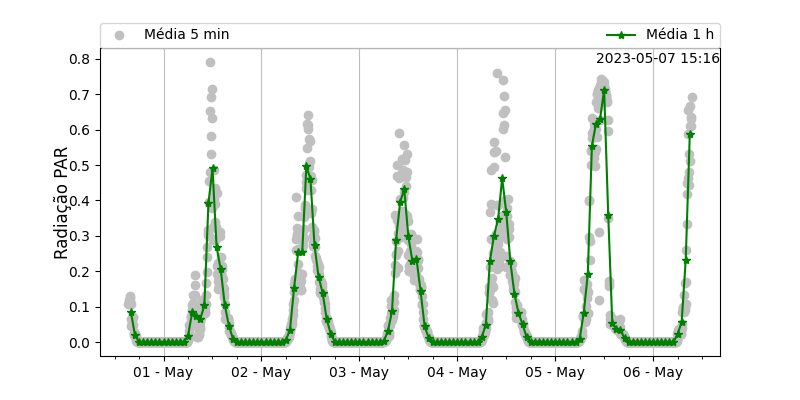 Média 5 min
Média 1 h
2023-05-07 15:16
Radiação PAR
0.8
0.7
0.6
0.5
0.4
0.3
0.2
0.1
0.0
01 - May
02 - May
03 - May
04 - May
05 - May
06 - May